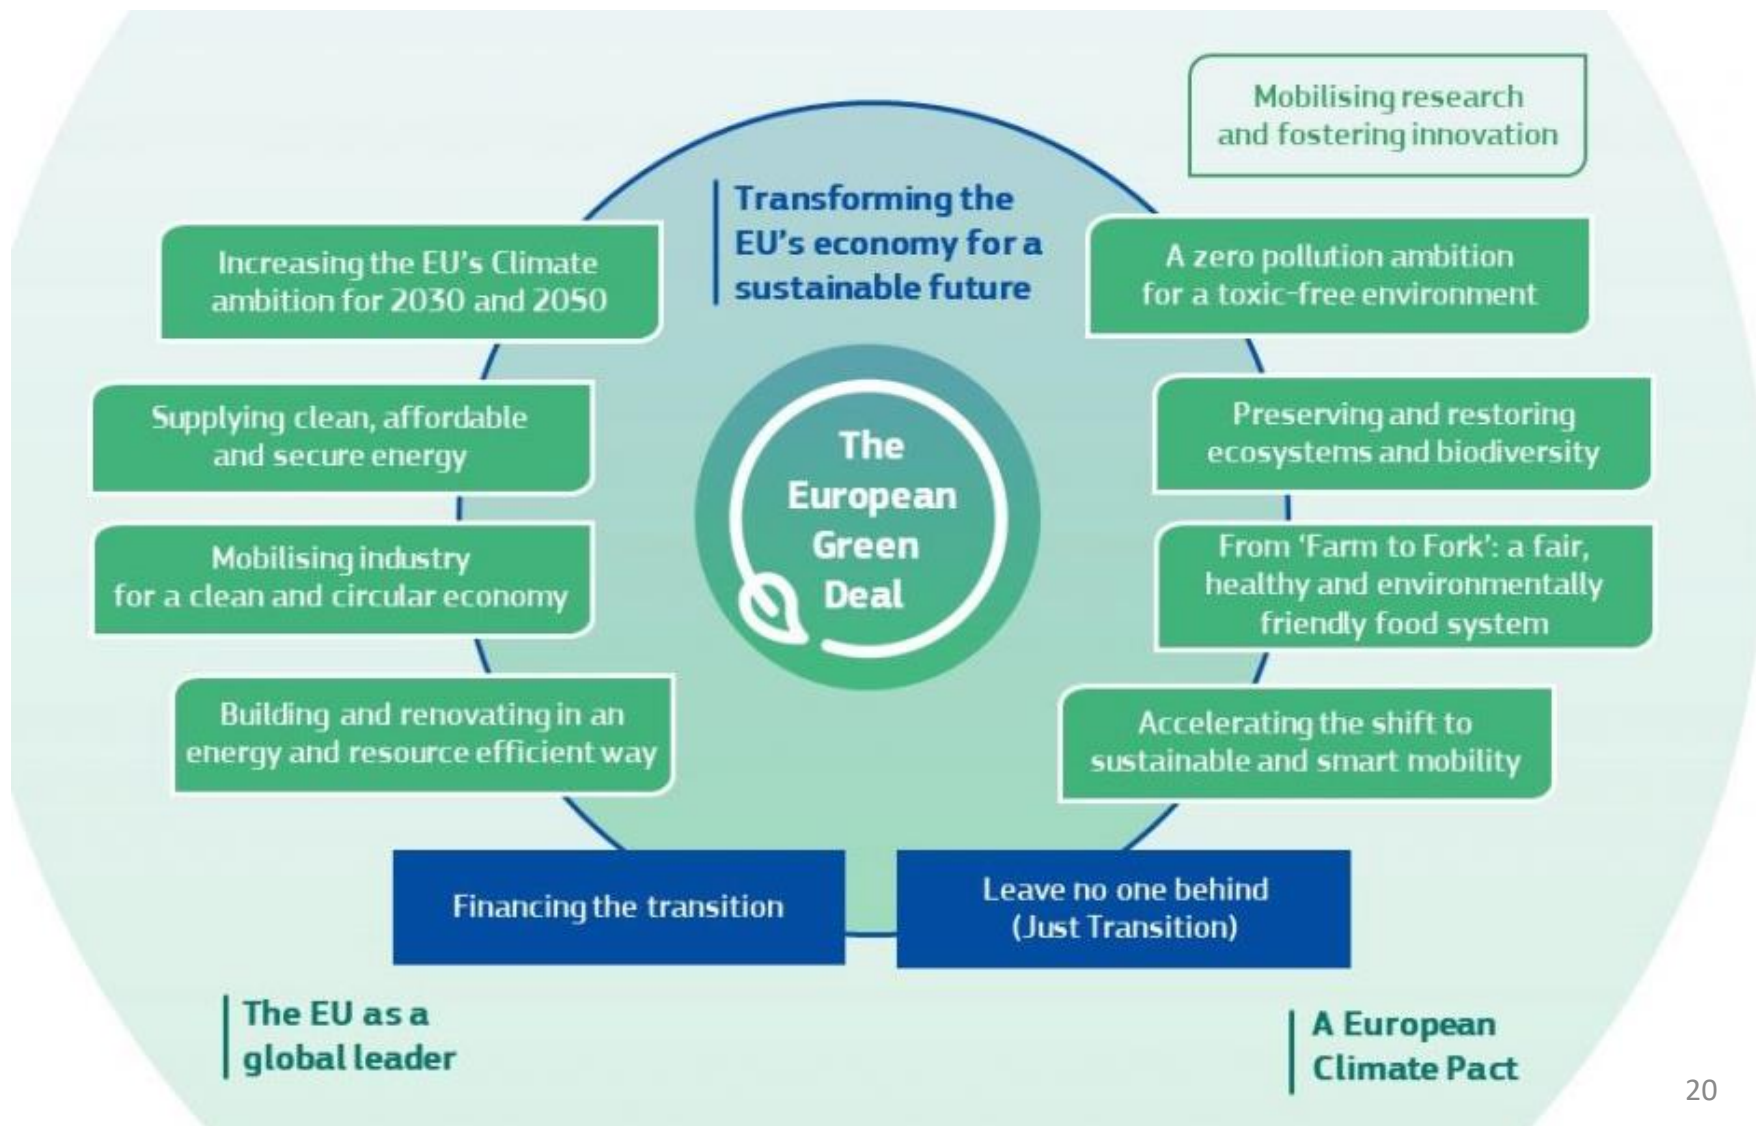 Mobilising research
and fostering innovation
Transforming the
EU’s economy for a
sustainable future
Increasing the EU’s Climate
ambition for 2030 and 2050
A zero pollution ambition
for a toxic-free environment
Supplying clean, affordable
and secure energy
Preserving and restoring
ecosystems and biodiversity
The
European
Green
Deal
Mobilising industry
for a clean and circular economy
From ‘Farm to Fork’: a fair,
healthy and environmentally
friendly food system
Building and renovating in an
energy and resource efficient way
Accelerating the shift to
sustainable and smart mobility
Financing the transition
Leave no one behind
(Just Transition)
The EU as a
global leader
A European
Climate Pact
20